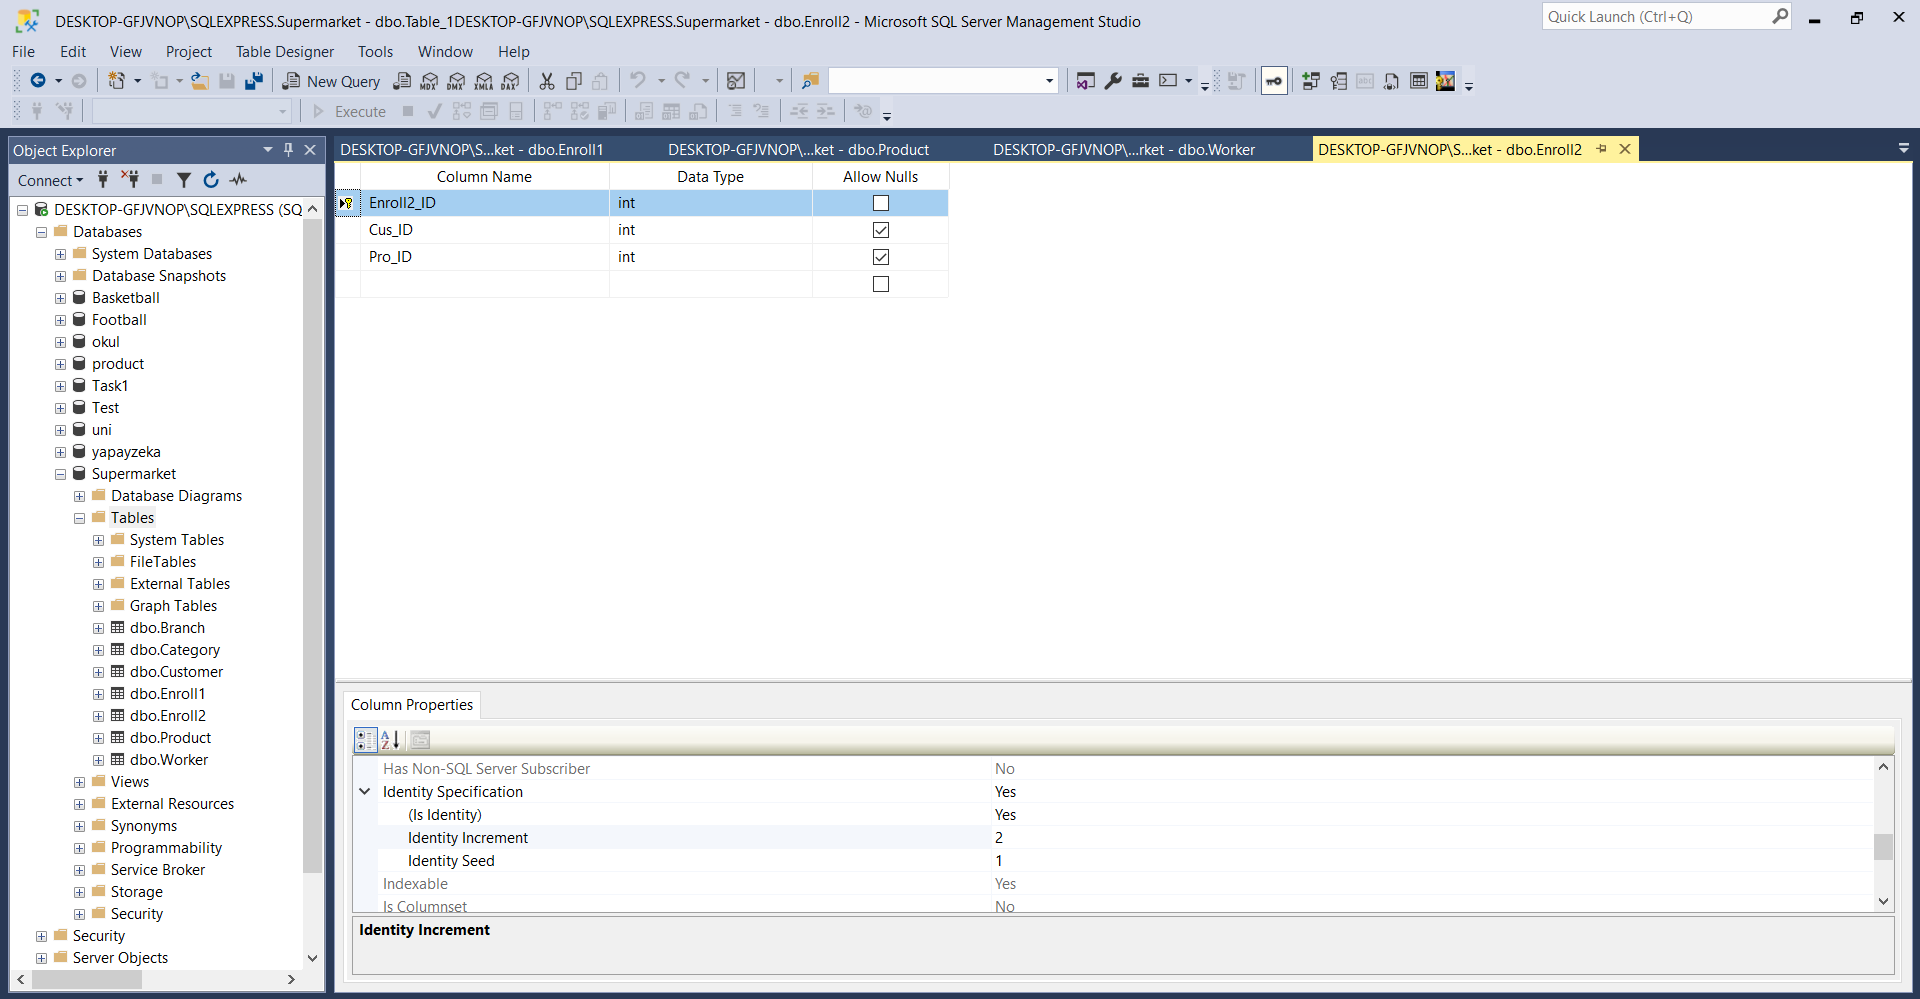 DESKTOP-GFJVNOP\SQLEXPRESS.Supermarket - dbo.Table_1DESKTOP-GFJVNOP\SQLEXPRESS.Supermarket - dbo.Enroll2 - Microsoft SQL Server Management Studio
Quick Launch (Ctrl+Q)
File Edit View Project Table Designer Tools Window Help
New Query MDX DMX XMLA DAX
Execute
Object Explorer
Connect
DESKTOP-GFJVNOP\SQLEXPRESS (SQ
Databases
System Databases
Database Snapshots
Basketball
Football
okul
product
Task1
Test
uni
yapayzeka
Supermarket
Database Diagrams
Tables
System Tables
FileTables
External Tables
Graph Tables
dbo.Branch
dbo.Category
dbo.Customer
dbo.Enroll1
dbo.Enroll2
dbo.Product
dbo.Worker
Views
External Resources
Synonyms
Programmability
Service Broker
Storage
Security
Security
Server Objects
DESKTOP-GFJVNOP\S...ket - dbo.Enroll1 DESKTOP-GFJVNOP\...ket - dbo.Product DESKTOP-GFJVNOP\...rket - dbo.Worker DESKTOP-GFJVNOP\S...ket - dbo.Enroll2
Column Name Data Type Allow Nulls
Enroll2_ID int
Cus_ID int
Pro_ID int
Column Properties
Has Non-SQL Server Subscriber No
Identity Specification Yes
(Is Identity) Yes
Identity Increment 2
Identity Seed 1
Indexable Yes
Is Columnset No
Identity Increment